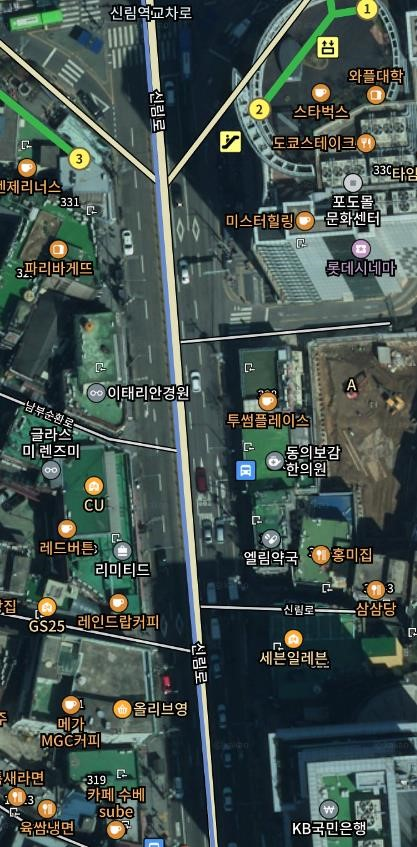 신림역교차로
1
와플대학
2
스타벅스
신림로
도쿄스테이크
3
330
타임
엔제리너스
331
포도몰
문화센터
미스터힐링
파리바게뜨
롯데시네마
A
이태리안경원
투썸플레이스
남부순환로
글라스
미 렌즈미
동의보감
한의원
CU
레드버튼
엘림약국
홍미집
리미티드
삼삼당
GS25
레인드랍커피
신림로
신림로
세븐일레븐
올리브영
메가
MGC커피
319
카페 수베
sube
틈새라면
육쌈냉면
KB국민은행